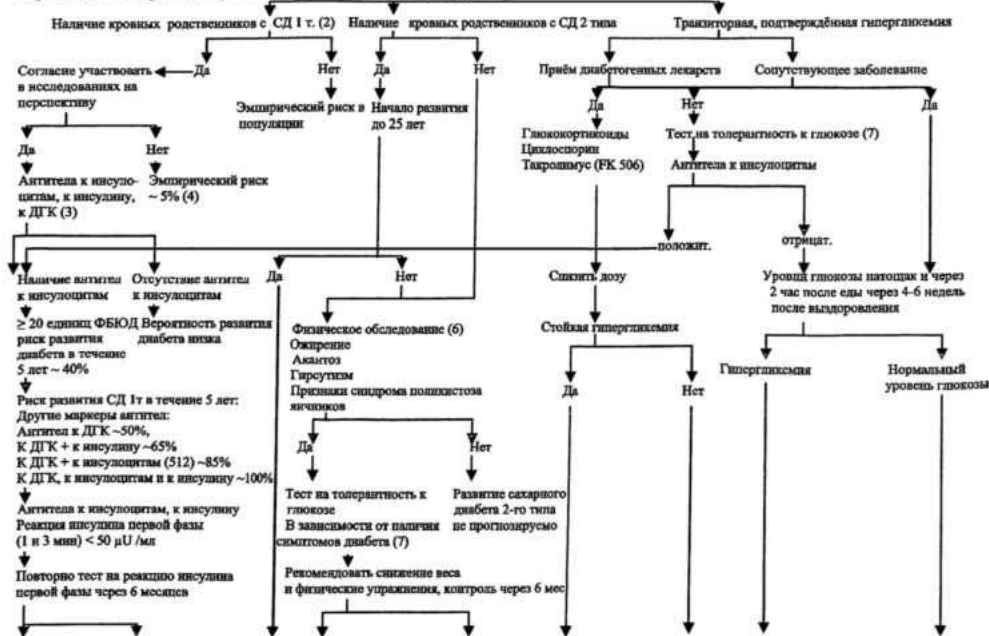 Наличие кровных родственников с СД 1 т. (2)
Наличие кровных родственников с СД 2 типа
Транзиторная, подтверждённая гипергликемия
Согласие участвовать
в исследованиях на
перспективу
Да
Нет
Да
Нет
Приём диабетогенных лекарств
Сопутствующее заболевание
Эмпирический риск в
популяции
Начало развития
до 25 лет
Да
Нет
Да
Глюкокортикоиды
Циклоспорин
Такролимус (FK 506)
Тест на толерантность к глюкозе (7)
Антитела к инсулоцитам
Да
Нет
Антитела к инсуло-
цитам, к инсулину,
к ДГК (3)
Эмпирический риск
~ 5% (4)
положит.
отрицат.
Наличие антител
к инсулоцитам
Отсутствие антител
к инсулоцитам
Да
Нет
Снизить дозу
Уровни глюкозы натощак и через
2 час после еды через 4-6 недель
после выздоровления
≥ 20 единиц ФБЮД
риск развития
диабета в течение
5 лет ~ 40%
Вероятность развития
диабета низка
Физическое обследование (6)
Ожирение
Акантоз
Гирсутизм
Признаки синдрома поликистоза
яичников
Стойкая гипергликемия
Да
Нет
Гипергликемия
Нормальный
уровень глюкозы
Риск развития СД 1т в течение 5 лет:
Другие маркеры антител:
Антител к ДГК ~50%,
К ДГК + к инсулину ~65%
К ДГК + к инсулоцитам (512) ~85%
К ДГК, к инсулоцитам и к инсулину ~100%
Да
Нет
Тест на толерантность к
глюкозе
В зависимости от наличия
симптомов диабета (7)
Развитие сахарного
диабета 2-го типа
не прогнозируемо
Антитела к инсулоцитам, к инсулину
Реакция инсулина первой фазы
(1 и 3 мин) < 50 μU /мл
Повторно тест на реакцию инсулина
первой фазы через 6 месяцев
Рекомендовать снижение веса
и физические упражнения, контроль через 6 мес